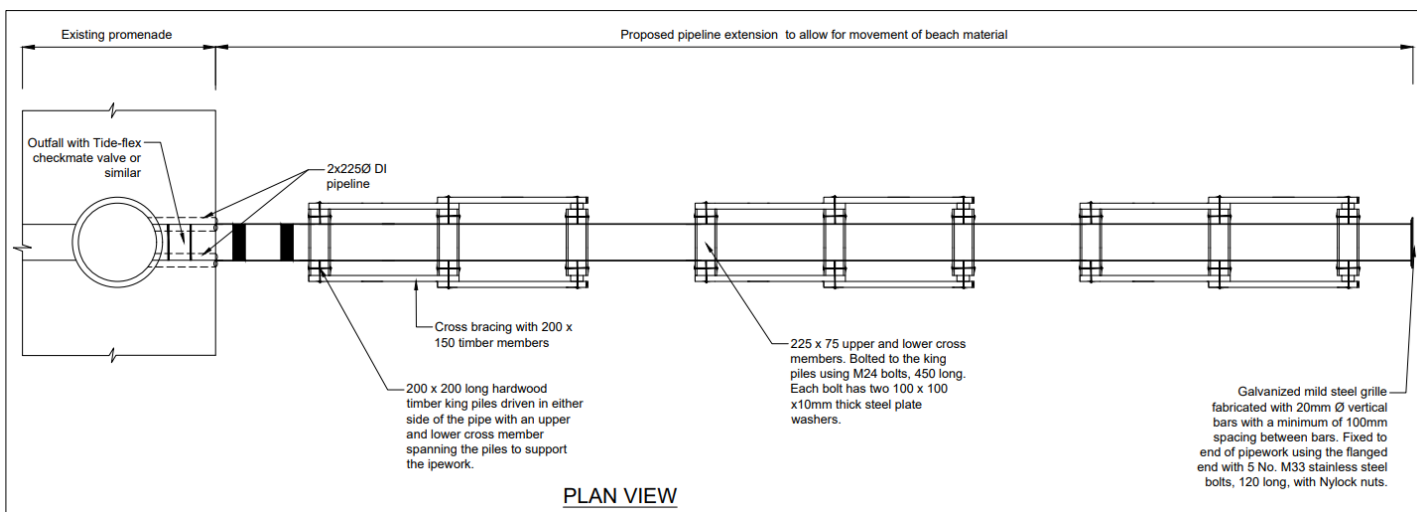 Existing promenade
Proposed pipeline extension to allow for movement of beach material
Outfall with Tide-flex
checkmate valve or
similar
2x225Ø DI
pipeline
Cross bracing with 200 x
150 timber members
200 x 200 long hardwood
timber king piles driven in either
side of the pipe with an upper
and lower cross member
spanning the piles to support
the ipework.
225 x 75 upper and lower cross
members. Bolted to the king
piles using M24 bolts, 450 long.
Each bolt has two 100 x 100
x10mm thick steel plate
washers.
Galvanized mild steel grille
fabricated with 20mm Ø vertical
bars with a minimum of 100mm
spacing between bars. Fixed to
end of pipework using the flanged
end with 5 No. M33 stainless steel
bolts, 120 long, with Nylock nuts.
PLAN VIEW